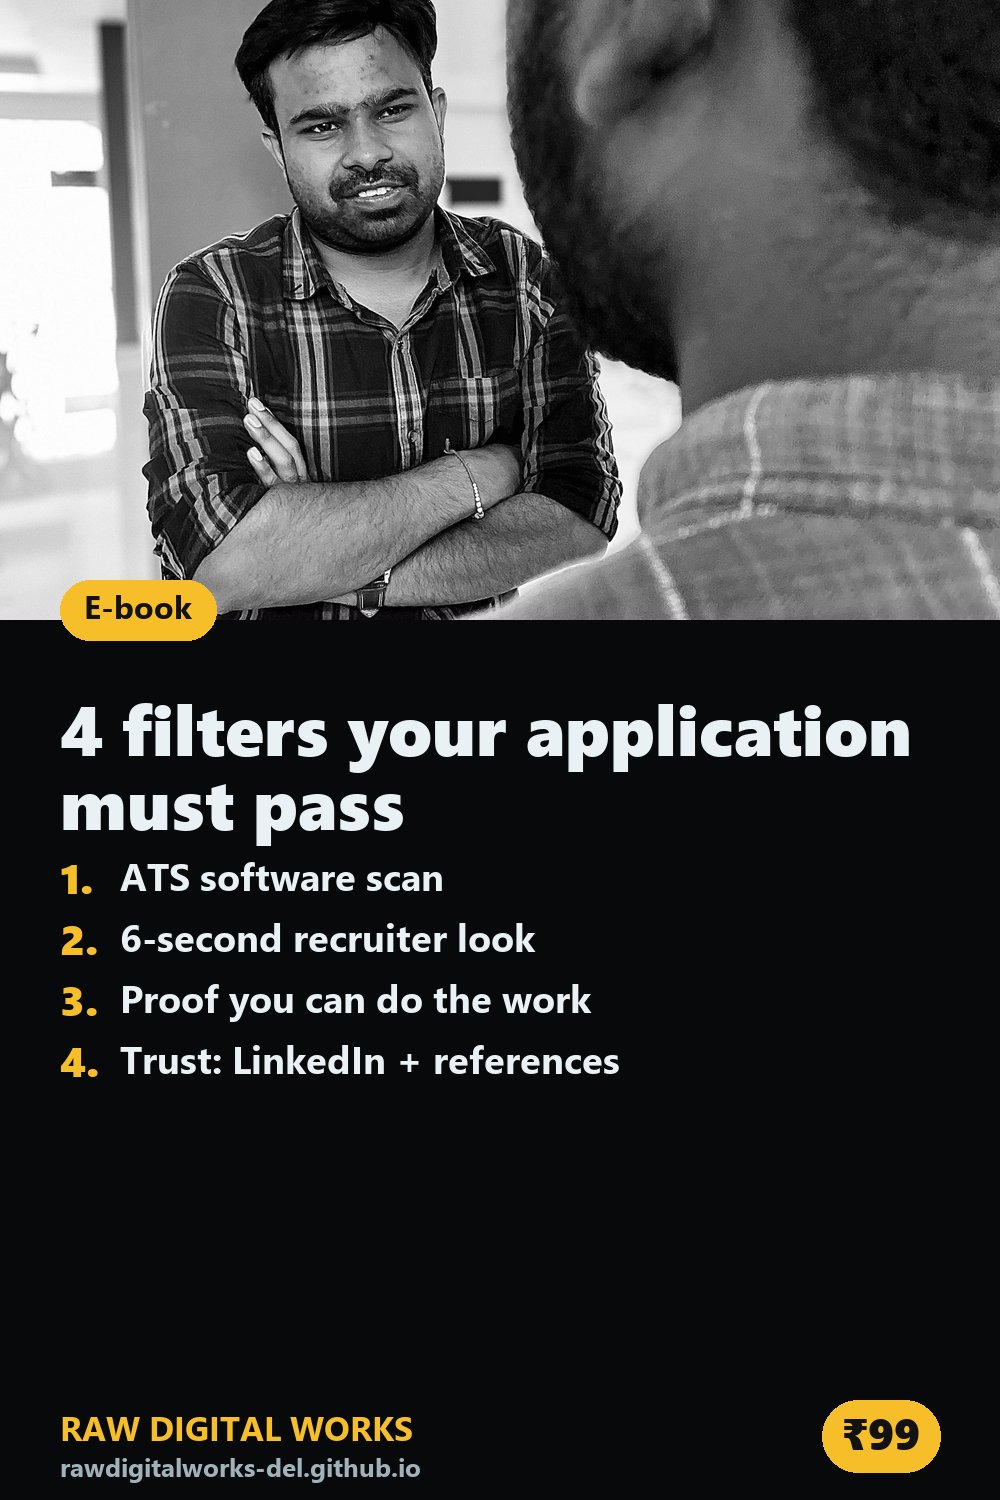 E-book
4 filters your application
must pass
1. ATS software scan
2. 6-second recruiter look
3. Proof you can do the work
4. Trust: LinkedIn + references
RAW DIGITAL WORKS
rawdigitalworks-del.github.io
₹99